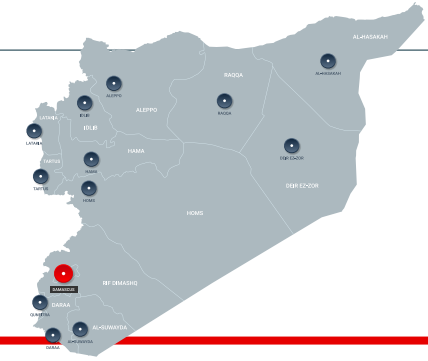 AL-HASAKAH
AL-HASAKAH
RAQQA
RAQQA
ALEPPO
ALEPPO
IDLIB
IDLIB
LATAKIA
LATAKIA
HAMA
HAMA
DEIR EZ-ZOR
DEIR EZ-ZOR
TARTUS
TARTUS
HOMS
HOMS
DAMASCUS
RIF DIMASHQ
QUNEITRA
DARAA
AL-SUWAYDA
AL-SUWAYDA
DARAA